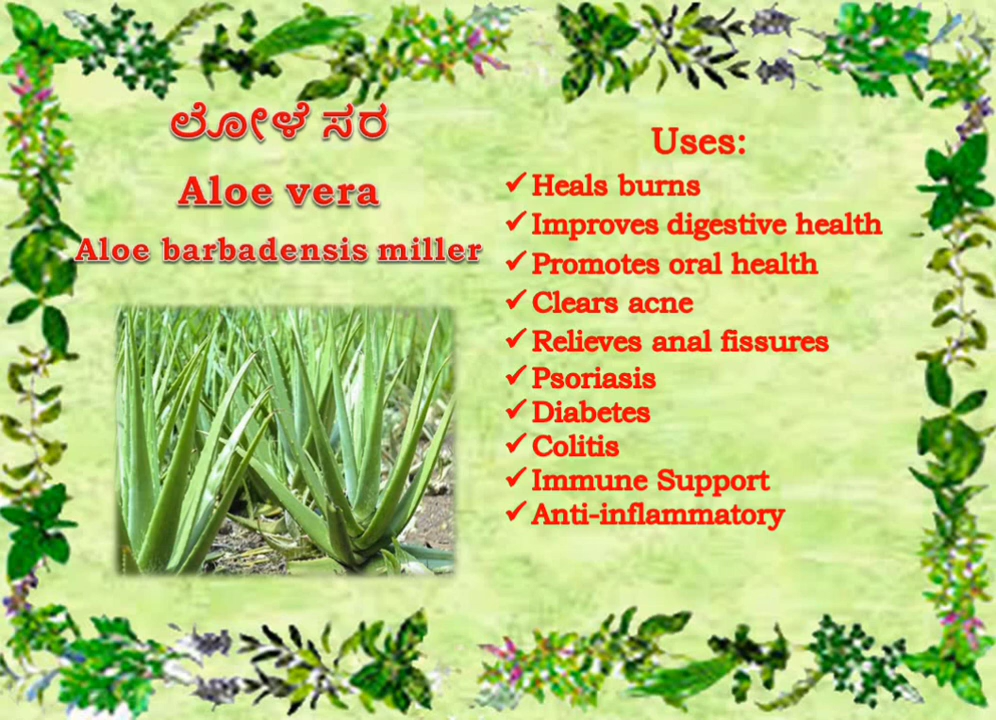 ಲೋಳೆ ಸರ
Aloe vera
Aloe barbadensis miller
Uses:
✓ Heals burns
✓ Improves digestive health
✓ Promotes oral health
✓ Clears acne
✓ Relieves anal fissures
✓ Psoriasis
✓ Diabetes
✓ Colitis
✓ Immune Support
✓ Anti-inflammatory